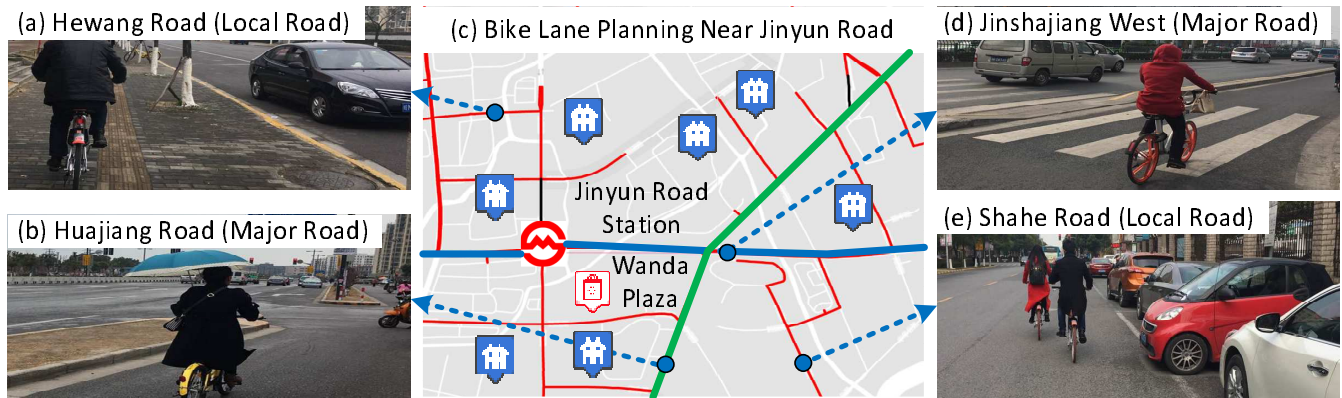 (a) Hewang Road (Local Road)
(b) Huajiang Road (Major Road)
(c) Bike Lane Planning Near Jinyun Road
Jinyun Road
Station
Wanda
Plaza
(d) Jinshajiang West (Major Road)
(e) Shahe Road (Local Road)